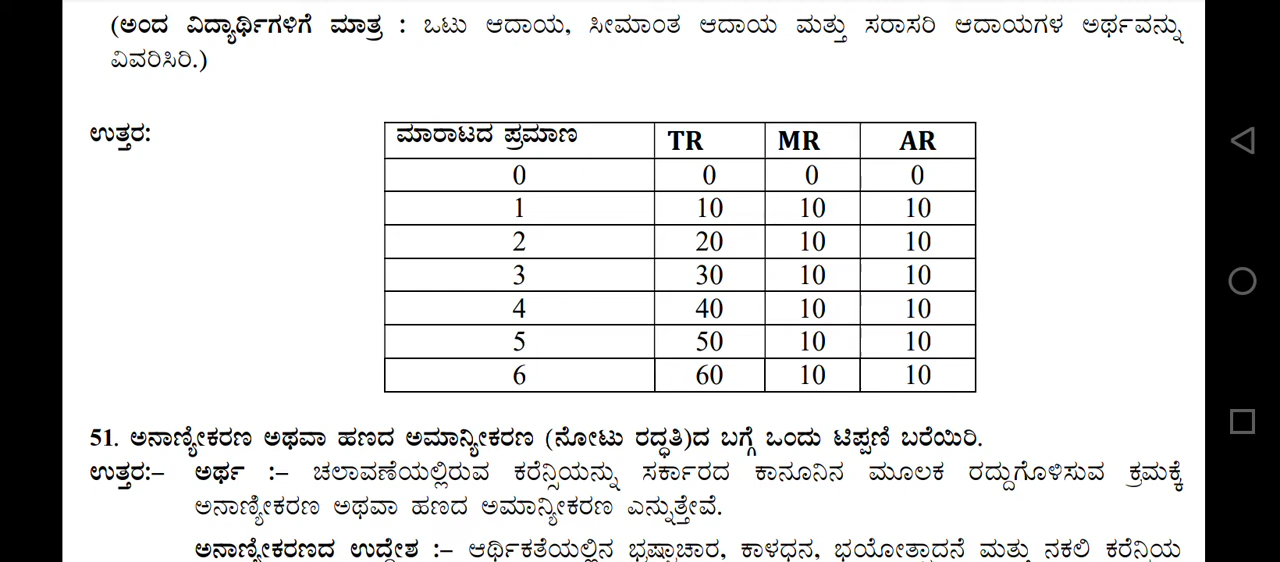 (ಅಂದ ವಿದ್ಯಾರ್ಥಿಗಳಿಗೆ ಮಾತ್ರ : ಒಟು ಆದಾಯ, ಸೀಮಾಂತ ಆದಾಯ ಮತ್ತು ಸರಾಸರಿ ಆದಾಯಗಳ ಅರ್ಥವನ್ನು
ವಿವರಿಸಿರಿ.)
ಉತ್ತರ:
ಮಾರಾಟದ ಪ್ರಮಾಣ TR MR AR
0 0 0 0
1 10 10 10
2 20 10 10
3 30 10 10
4 40 10 10
5 50 10 10
6 60 10 10
51. ಅನಾಣ್ಯೀಕರಣ ಅಥವಾ ಹಣದ ಅಮಾನ್ಯೀಕರಣ (ನೋಟು ರದ್ಧತಿ)ದ ಬಗ್ಗೆ ಒಂದು ಟಿಪ್ಪಣಿ ಬರೆಯಿರಿ.
ಉತ್ತರ:– ಅರ್ಥ :– ಚಲಾವಣೆಯಲ್ಲಿರುವ ಕರೆನ್ಸಿಯನ್ನು ಸರ್ಕಾರದ ಕಾನೂನಿನ ಮೂಲಕ ರದ್ದುಗೊಳಿಸುವ ಕ್ರಮಕ್ಕೆ
ಅನಾಣ್ಯೀಕರಣ ಅಥವಾ ಹಣದ ಅಮಾನ್ಯೀಕರಣ ಎನ್ನುತ್ತೇವೆ.
ಅನಾಣ್ಯೀಕರಣದ ಉದ್ದೇಶ :– ಆರ್ಥಿಕತೆಯಲ್ಲಿನ ಭ್ರಷ್ಟಾಚಾರ, ಕಾಳಧನ, ಭಯೋತ್ಪಾದನೆ ಮತ್ತು ನಕಲಿ ಕರೆನ್ಸಿಯ